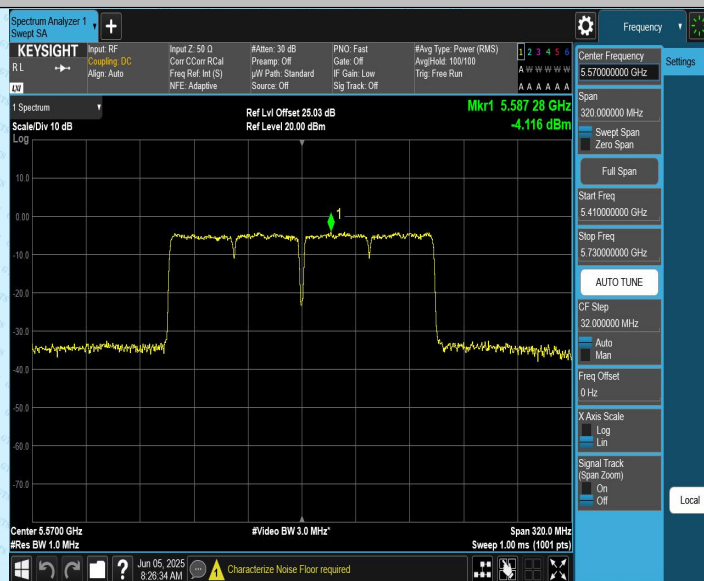 Spectrum Analyzer 1
Swept SA
+
Frequency
KEYSIGHT
RL
LXI
Input: RF
Coupling: DC
Align: Auto
Input Z: 50 Ω
Corr CCorr RCal
Freq Ref: Int (S)
NFE: Adaptive
#Atten: 30 dB
Preamp: Off
µW Path: Standard
Source: Off
PNO: Fast
Gate: Off
IF Gain: Low
Sig Track: Off
#Avg Type: Power (RMS)
Avg|Hold: 100/100
Trig: Free Run
1 2 3 4 5 6
A W W W W W
A A A A A A
1 Spectrum
Scale/Div 10 dB
Log
Ref Lvl Offset 25.03 dB
Ref Level 20.00 dBm
Mkr1 5.587 28 GHz
-4.116 dBm
1
10.0
0.00
-10.0
-20.0
-30.0
-40.0
-50.0
-60.0
-70.0
Center 5.5700 GHz
#Res BW 1.0 MHz
#Video BW 3.0 MHz*
Span 320.0 MHz
Sweep 1.00 ms (1001 pts)
Center Frequency
5.570000000 GHz
Span
320.000000 MHz
Swept Span
Zero Span
Full Span
Start Freq
5.410000000 GHz
Stop Freq
5.730000000 GHz
AUTO TUNE
CF Step
32.000000 MHz
Auto
Man
Freq Offset
0 Hz
X Axis Scale
Log
Lin
Signal Track
(Span Zoom)
On
Off
Settings
Local
?
Jun 05, 2025
8:26:34 AM
1
Characterize Noise Floor required